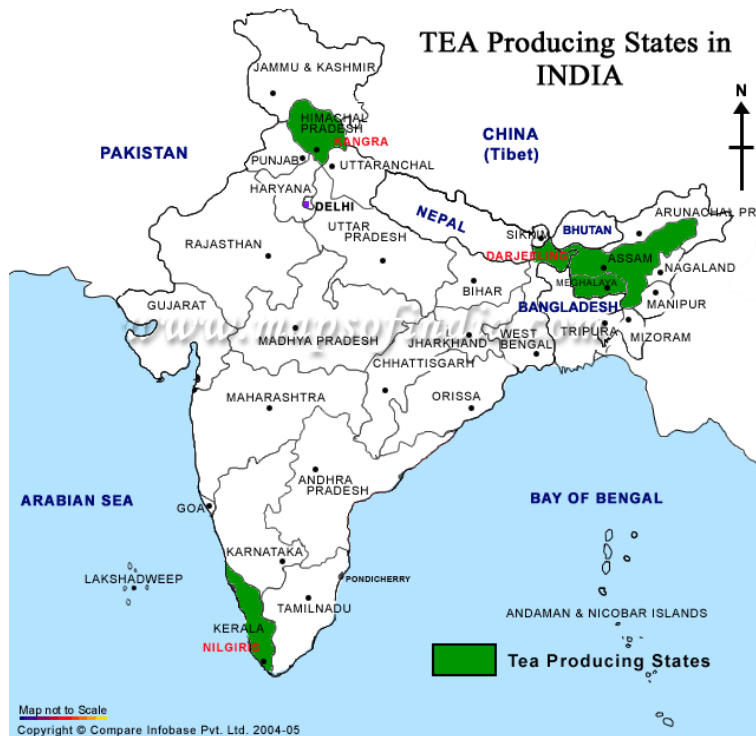 TEA Producing States in
INDIA
N
JAMMU & KASHMIR
HIMACHAL
PRADESH
KANGRA
CHINA
(Tibet)
PAKISTAN
PUNJAB
UTTARANCHAL
HARYANA
DELHI
NEPAL
BHUTAN
ARUNACHAL PR
SIKKIM
DARJEELING
ASSAM
NAGALAND
RAJASTHAN
UTTAR
PRADESH
BIHAR
MEGHALAYA
MANIPUR
BANGLADESH
GUJARAT
www.mapsofindia.com
MADHYA PRADESH
JHARKHAND
WEST
BENGAL
TRIPURA
MIZORAM
CHHATTISGARH
MAHARASHTRA
ORISSA
ANDHRA
PRADESH
ARABIAN SEA
BAY OF BENGAL
GOA
KARNATAKA
LAKSHADWEEP
PONDICHERRY
TAMILNADU
ANDAMAN & NICOBAR ISLANDS
KERALA
NILGIRIS
Tea Producing States
Map not to Scale
Copyright © Compare Infobase Pvt. Ltd. 2004-05